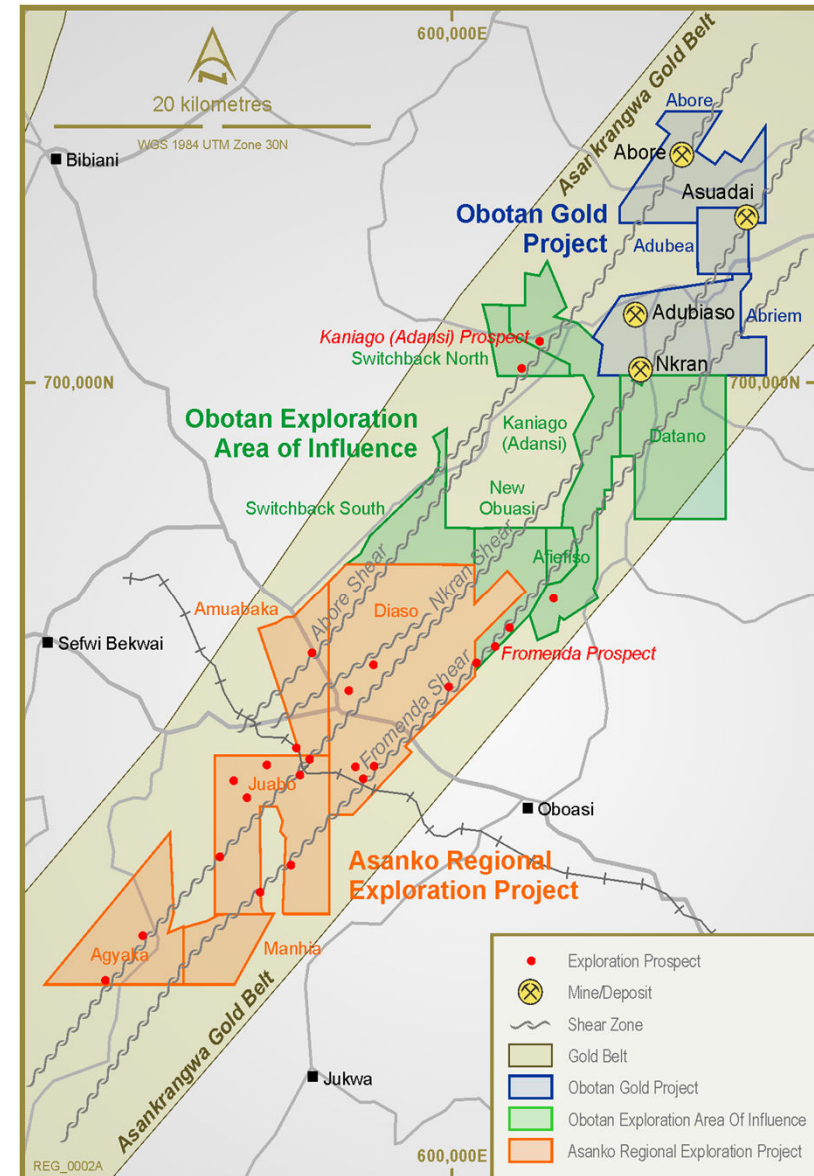 600,000E
20 kilometres
WGS 1984 UTM Zone 30N
Asankrangwa Gold Belt
Bibiani
Abore
Abore
Asuadai
Obotan Gold
Project
Adubea
Adubiaso
Abriem
Kaniago (Adansi) Prospect
Switchback North
Nkran
700,000N
700,000N
Obotan Exploration
Area of Influence
Kaniago
(Adansi)
Datano
New
Obuasi
Switchback South
Afiefiso
Abore Shear
Nkran Shear
Amuabaka
Diaso
Sefwi Bekwai
Fromenda Prospect
Fromenda Shear
Juabo
Oboasi
Asanko Regional
Exploration Project
Agyaka
Manhia
Asankrangwa Gold Belt
Jukwa
Exploration Prospect
Mine/Deposit
Shear Zone
Gold Belt
Obotan Gold Project
Obotan Exploration Area Of Influence
Asanko Regional Exploration Project
REG_0002A
600,000E